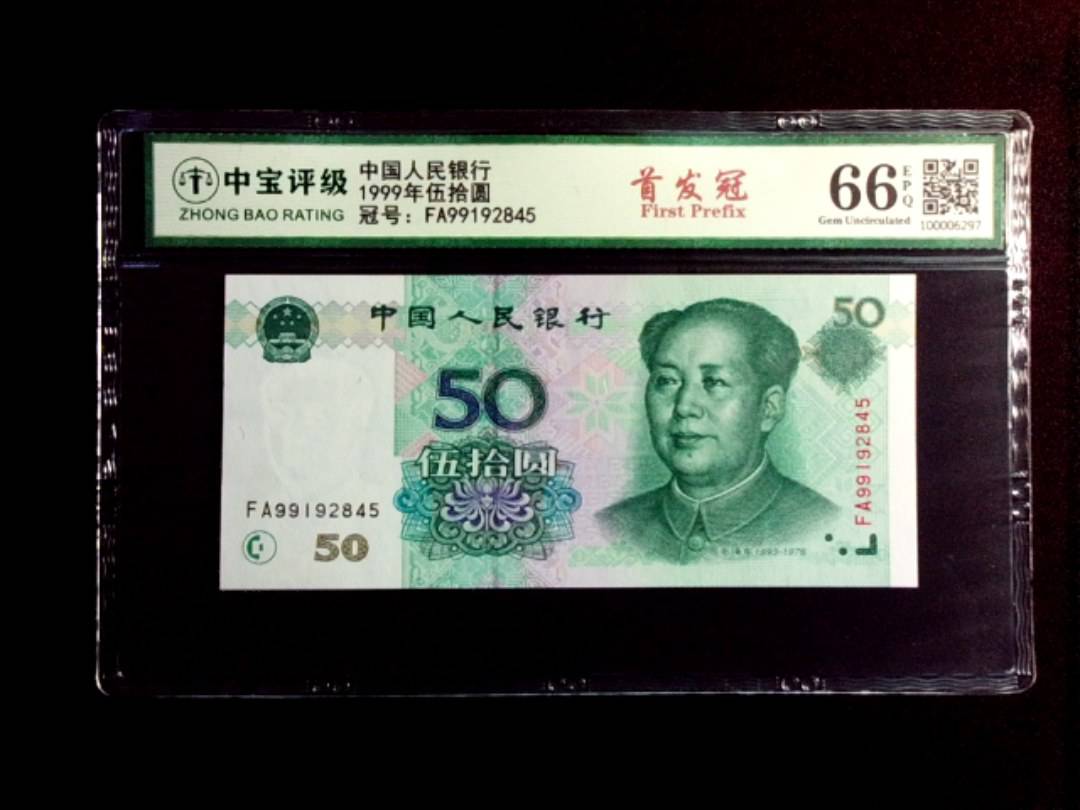 中宝评级
ZHONG BAO RATING
中国人民银行
1999年伍拾圆
冠号：FA99192845
首发冠
First Prefix
66
EPQ
Gem Uncirculated
100006297
中国人民银行
50
50
伍拾圆
FA99192845
50
FA99192845
1893-1976